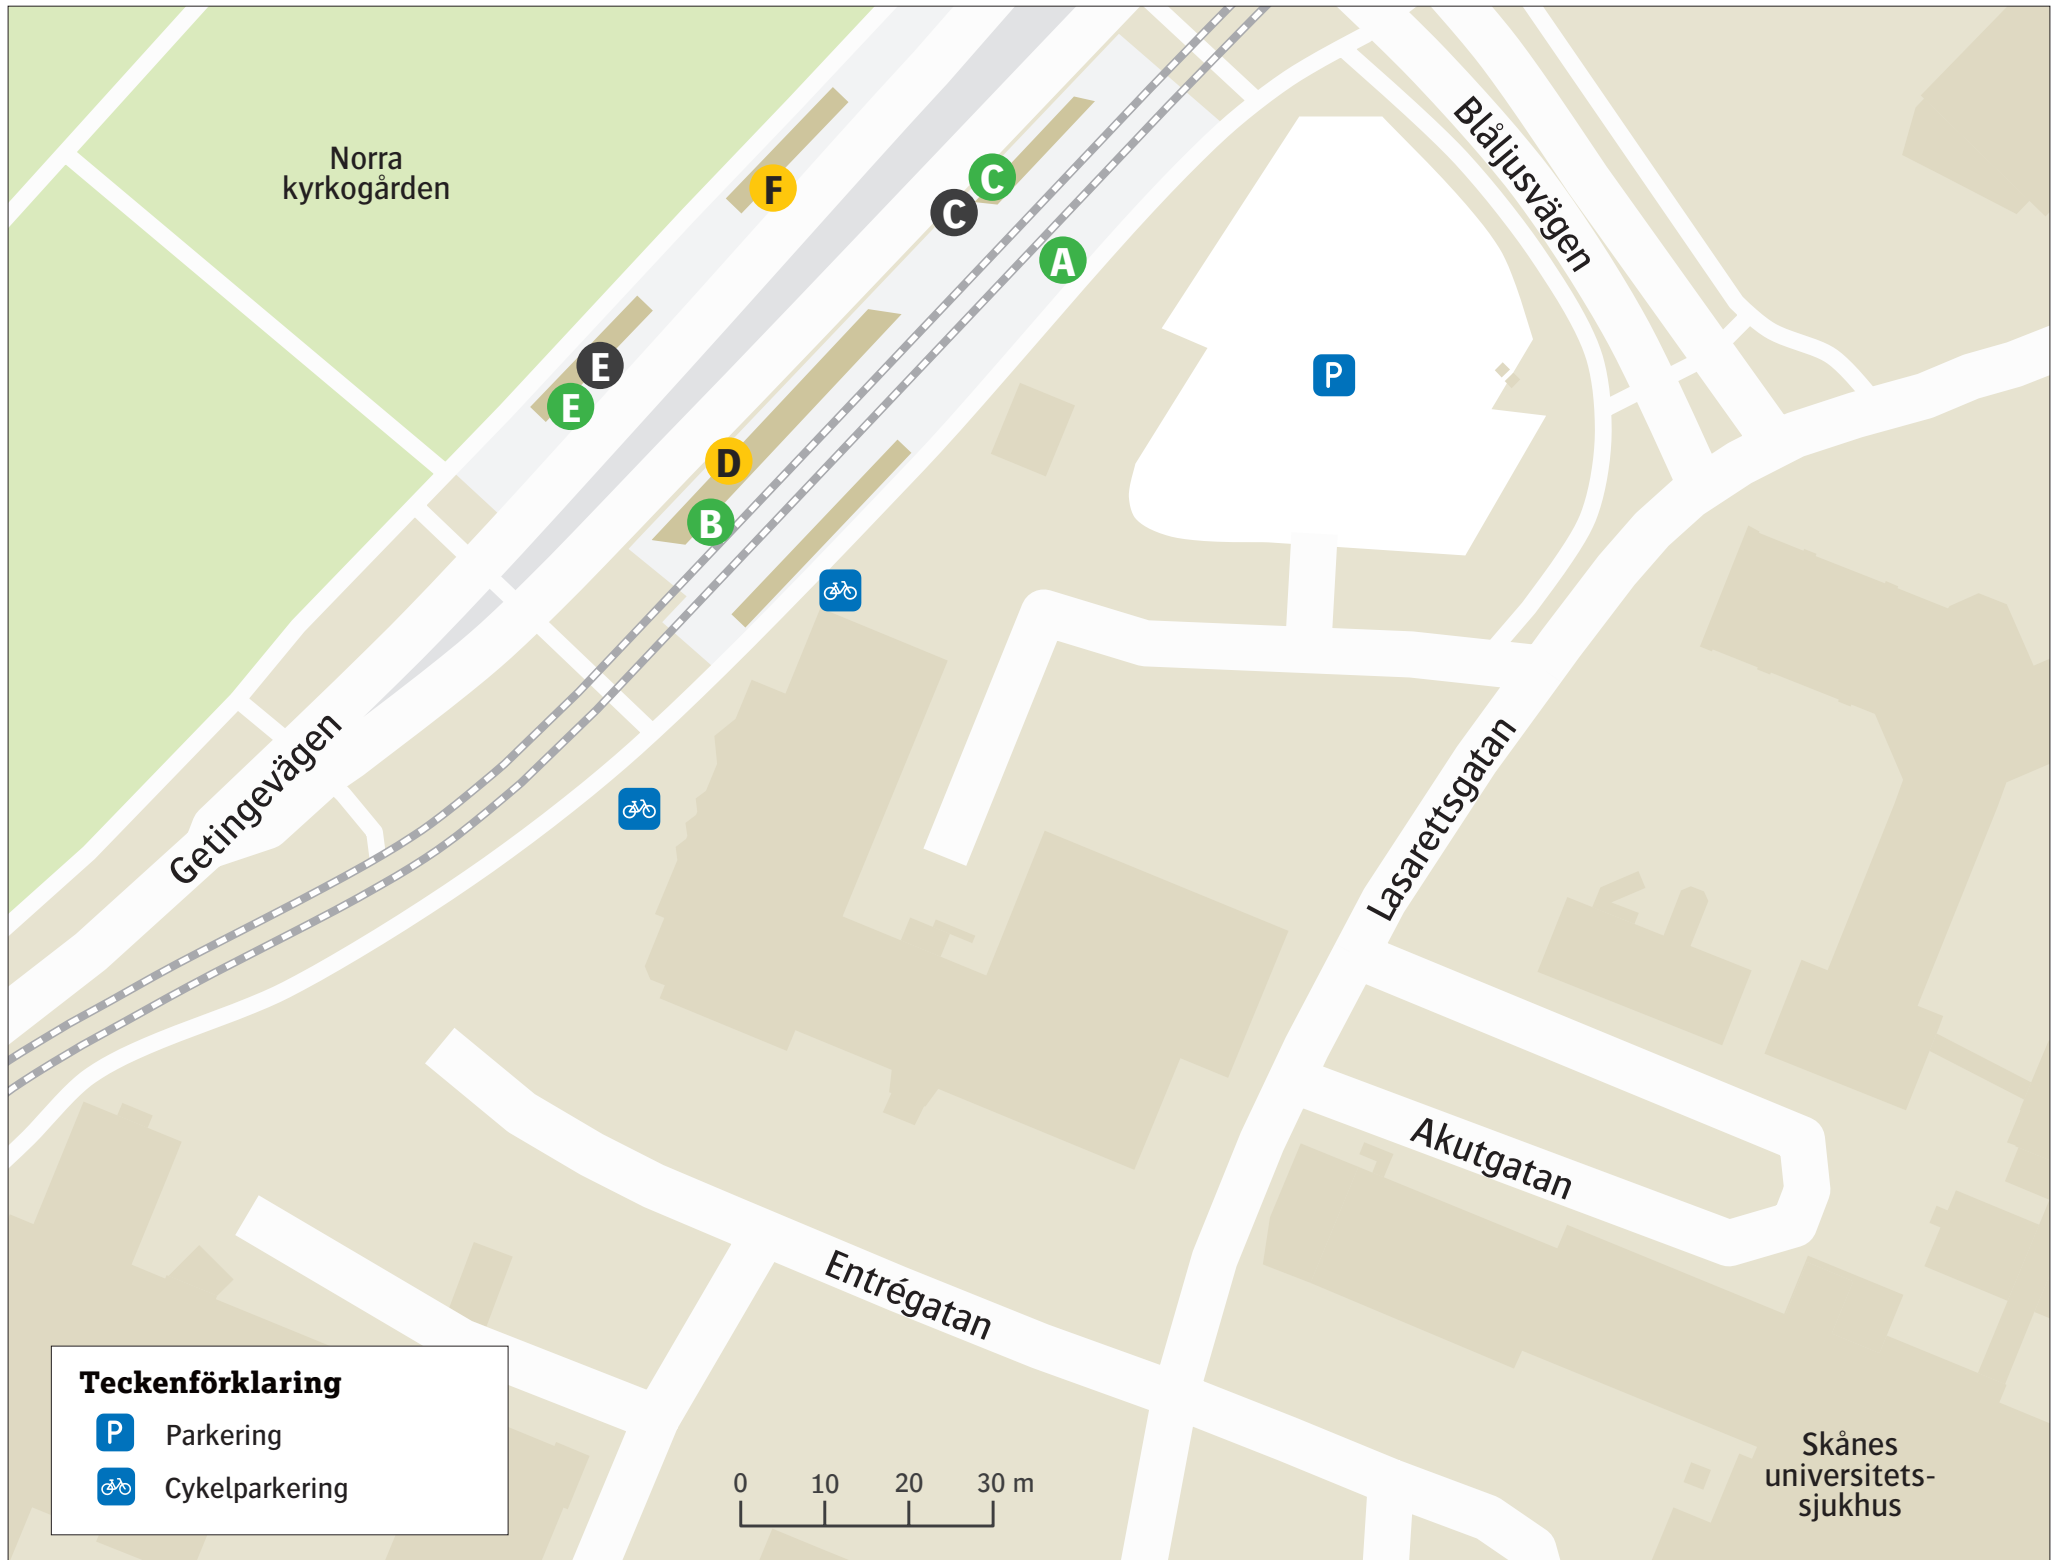 Norra
kyrkogården
F
C
C
A
E
E
D
B
P
Blåljusvägen
Getingevägen
Lasarettsgatan
Akutgatan
Entrégatan
Teckenförklaring
P Parkering
Cykelparkering
0 10 20 30 m
Skånes
universitets-
sjukhus